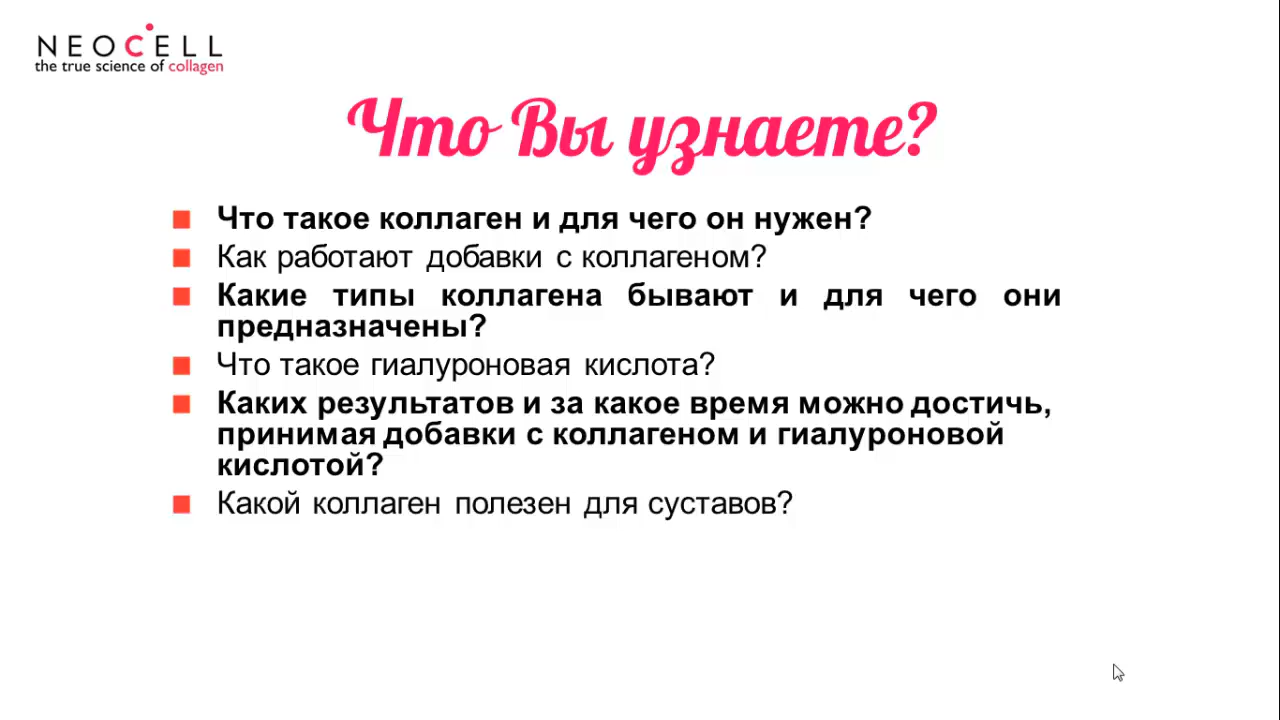 NEOCELL
the true science of collagen
Что Вы узнаете?
Что такое коллаген и для чего он нужен?
Как работают добавки с коллагеном?
Какие типы коллагена бывают и для чего они
предназначены?
Что такое гиалуроновая кислота?
Каких результатов и за какое время можно достичь,
принимая добавки с коллагеном и гиалуроновой
кислотой?
Какой коллаген полезен для суставов?